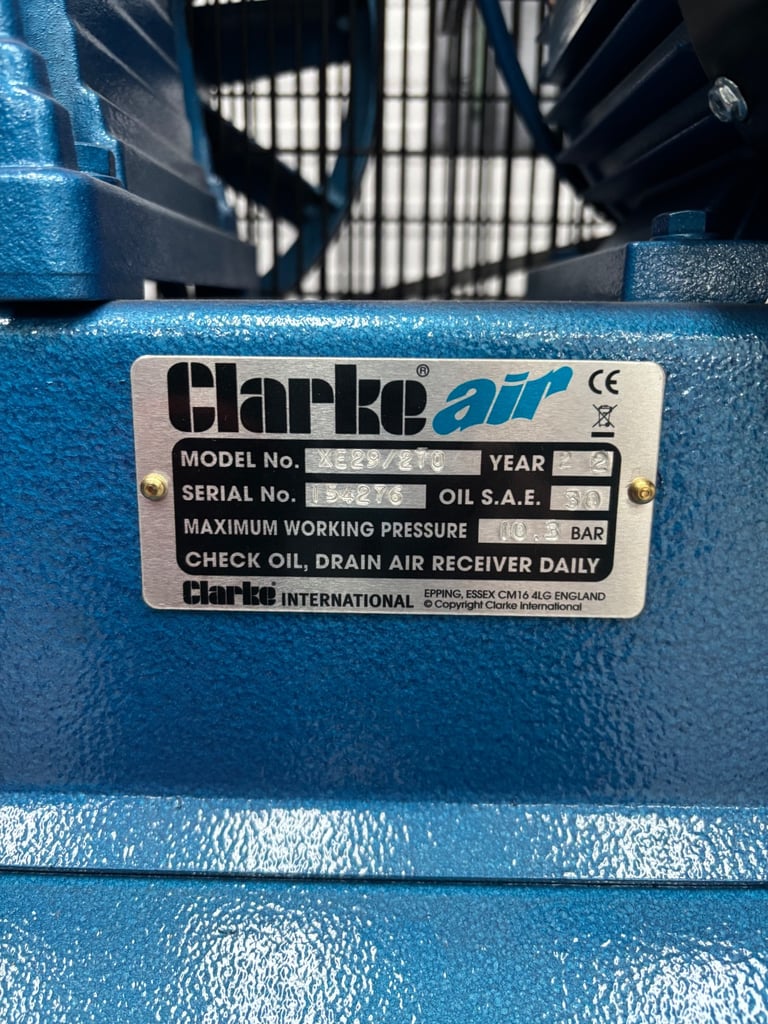 Clarke® air CE
MODEL No. XE29/270 YEAR 22
SERIAL No. 154276 OIL S.A.E. 30
MAXIMUM WORKING PRESSURE 10.3 BAR
CHECK OIL, DRAIN AIR RECEIVER DAILY
Clarke® INTERNATIONAL EPPING, ESSEX CM16 4LG ENGLAND
© Copyright Clarke International